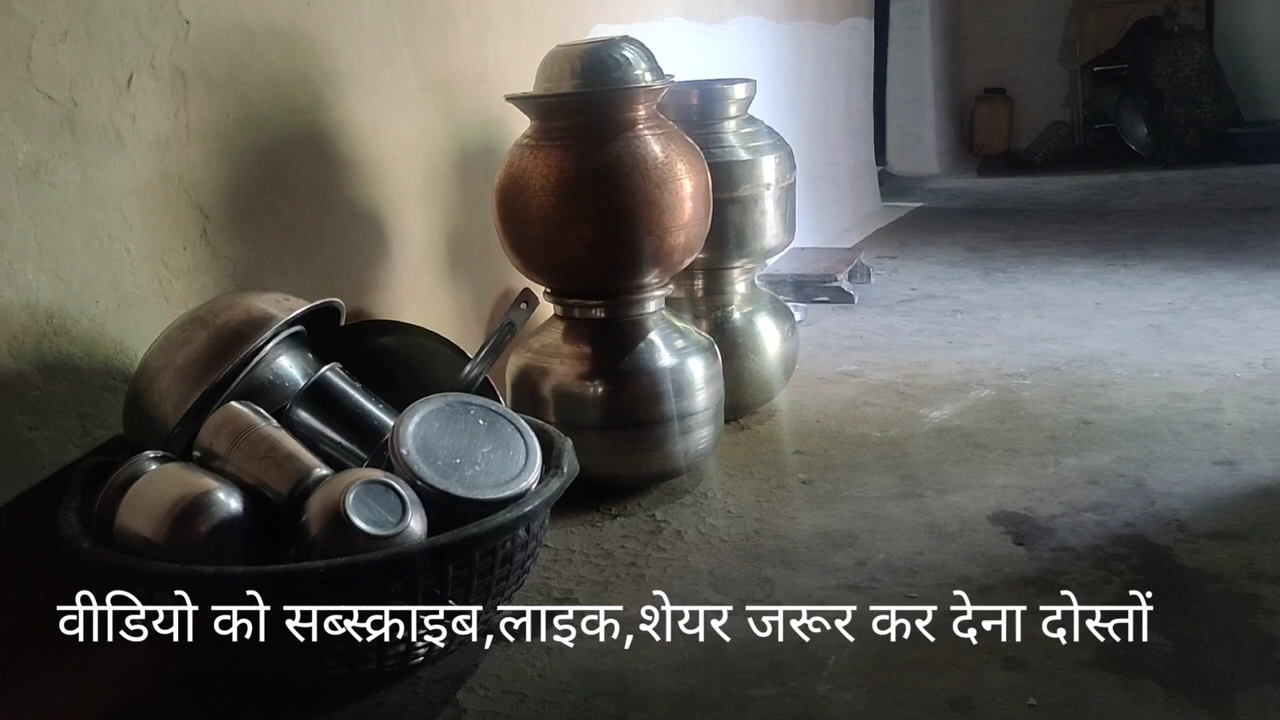 वीडियो को सब्स्क्राइब,लाइक,शेयर जरूर कर देना दोस्तों